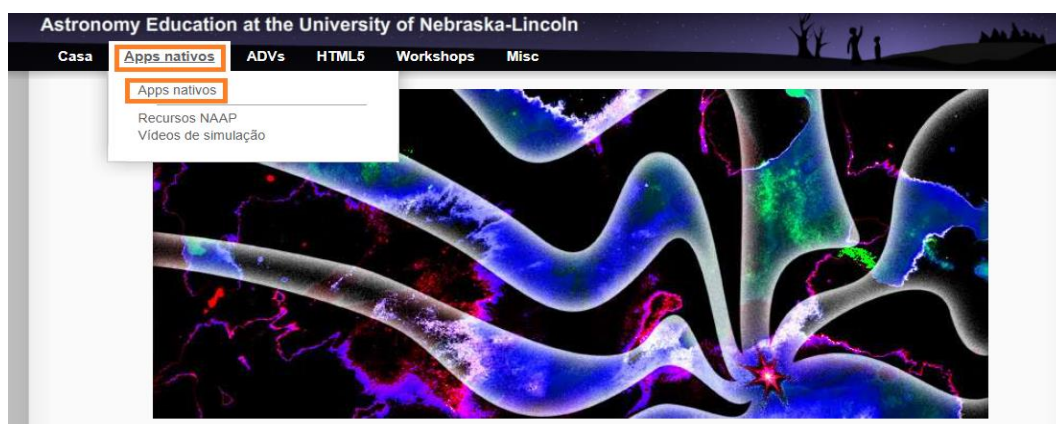 Astronomy Education at the University of Nebraska-Lincoln
Casa Apps nativos ADVs HTML5 Workshops Misc
Apps nativos
Recursos NAAP
Vídeos de simulação